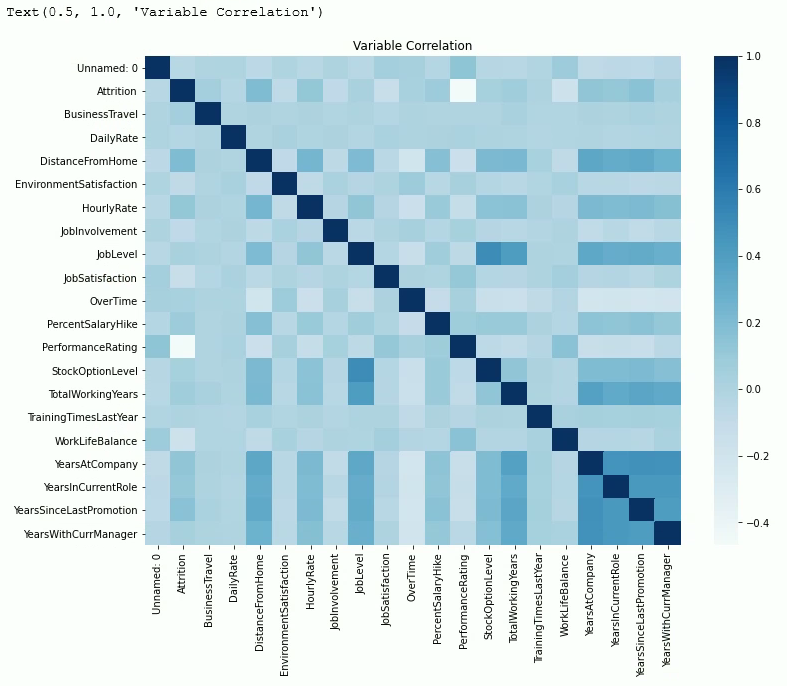 Text(0.5, 1.0, 'Variable Correlation')
Variable Correlation
Unnamed: 0
Attrition
BusinessTravel
DailyRate
DistanceFromHome
EnvironmentSatisfaction
HourlyRate
JobInvolvement
JobLevel
JobSatisfaction
OverTime
PercentSalaryHike
PerformanceRating
StockOptionLevel
TotalWorkingYears
TrainingTimesLastYear
WorkLifeBalance
YearsAtCompany
YearsInCurrentRole
YearsSinceLastPromotion
YearsWithCurrManager
Unnamed: 0
Attrition
BusinessTravel
DailyRate
DistanceFromHome
EnvironmentSatisfaction
HourlyRate
JobInvolvement
JobLevel
JobSatisfaction
OverTime
PercentSalaryHike
PerformanceRating
StockOptionLevel
TotalWorkingYears
TrainingTimesLastYear
WorkLifeBalance
YearsAtCompany
YearsInCurrentRole
YearsSinceLastPromotion
YearsWithCurrManager
1.0
0.8
0.6
0.4
0.2
0.0
−0.2
−0.4